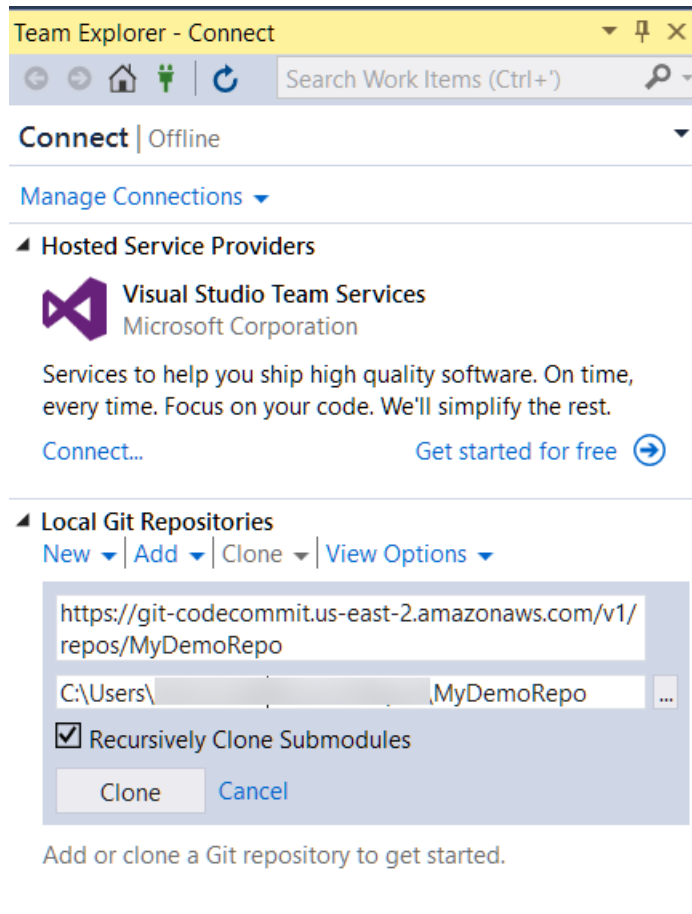 Team Explorer - Connect
Search Work Items (Ctrl+')
Connect | Offline
Manage Connections
Hosted Service Providers
Visual Studio Team Services
Microsoft Corporation
Services to help you ship high quality software. On time,
every time. Focus on your code. We'll simplify the rest.
Connect... Get started for free
Local Git Repositories
New Add Clone View Options
https://git-codecommit.us-east-2.amazonaws.com/v1/
repos/MyDemoRepo
C:\Users\ \MyDemoRepo ...
Recursively Clone Submodules
Clone Cancel
Add or clone a Git repository to get started.